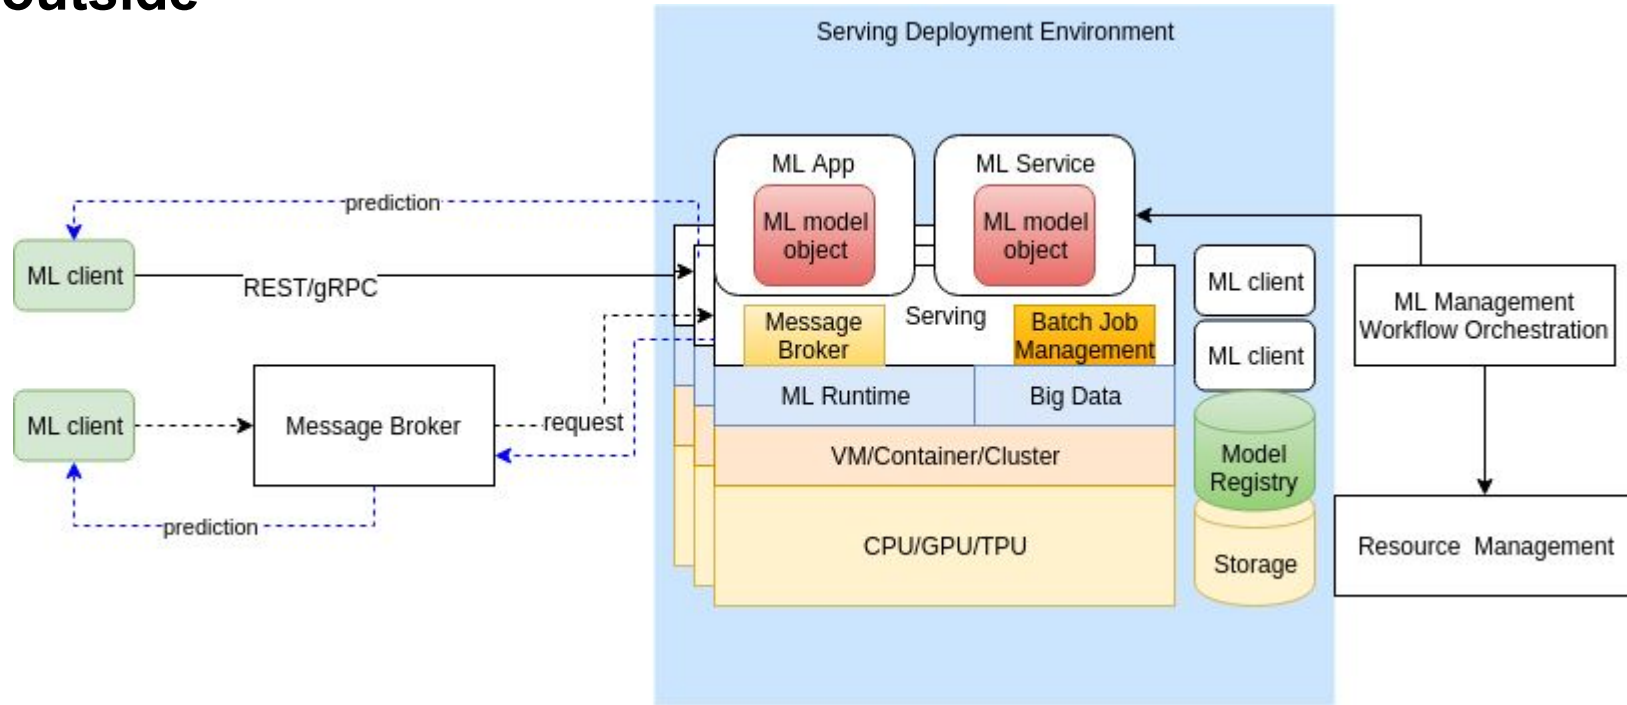 outside
Serving Deployment Environment
ML App
ML Service
ML model
object
ML model
object
prediction
ML client
REST/gRPC
Message
Broker
Serving
Batch Job
Management
ML client
ML client
ML Management
Workflow Orchestration
ML client
Message Broker
request
ML Runtime
Big Data
VM/Container/Cluster
Model
Registry
prediction
CPU/GPU/TPU
Storage
Resource Management